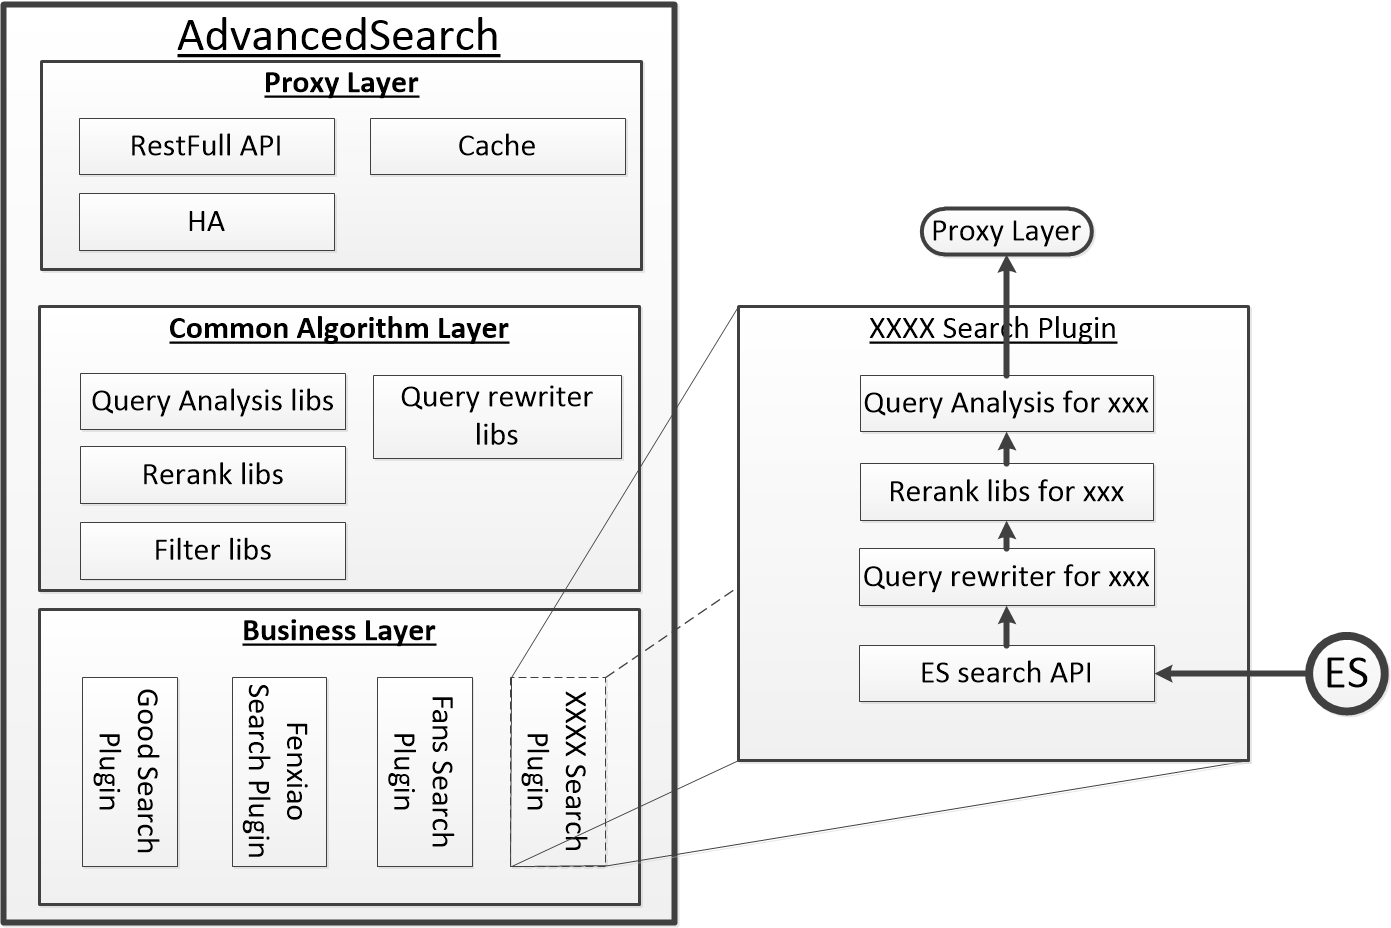 AdvancedSearch
Proxy Layer
RestFull API
Cache
HA
Common Algorithm Layer
Query Analysis libs
Query rewriter
libs
Rerank libs
Filter libs
Business Layer
Good Search
Plugin
Fenxiao
Search Plugin
Fans Search
Plugin
XXXX Search
Plugin
Proxy Layer
XXXX Search Plugin
Query Analysis for xxx
Rerank libs for xxx
Query rewriter for xxx
ES search API
ES